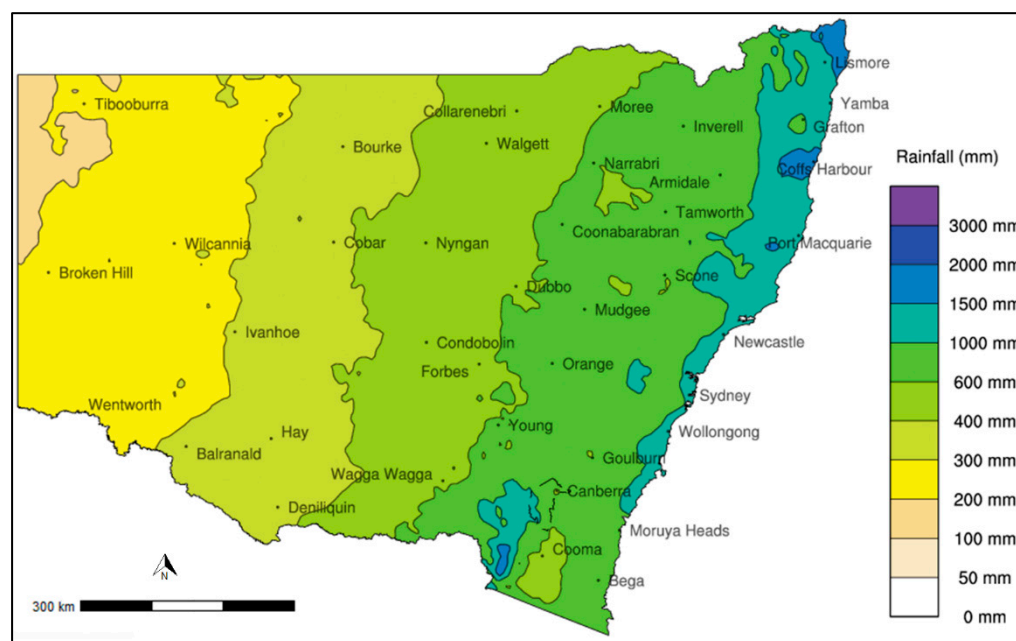 Lismore
Tibooburra
Yamba
Collarenebri
Moree
Grafton
Inverell
Bourke
Walgett
Rainfall (mm)
Narrabri
Coffs Harbour
Armidale
Tamworth
3000 mm
Coonabarabran
Wilcannia
Cobar
Nyngan
Port Macquarie
2000 mm
Broken Hill
Scone
1500 mm
Dubbo
Mudgee
1000 mm
Ivanhoe
Condobolin
Newcastle
600 mm
Forbes
Orange
400 mm
Wentworth
Sydney
Young
Wollongong
300 mm
Hay
Balranald
Goulburn
Wagga Wagga
200 mm
Canberra
Deniliquin
Moruya Heads
100 mm
Cooma
N
50 mm
Bega
300 km
0 mm